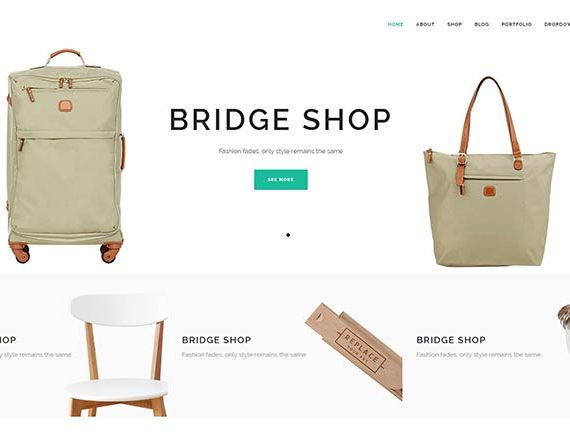 HOME ABOUT SHOP BLOG PORTFOLIO DROPDOW
BRIDGE SHOP
Fashion fades, only style remains the same
SEE MORE
HOP
y style remains the same
BRIDGE SHOP
Fashion fades, only style remains the same
REPLACE
BRIDGE SHOP
Fashion fades, only style remains the same